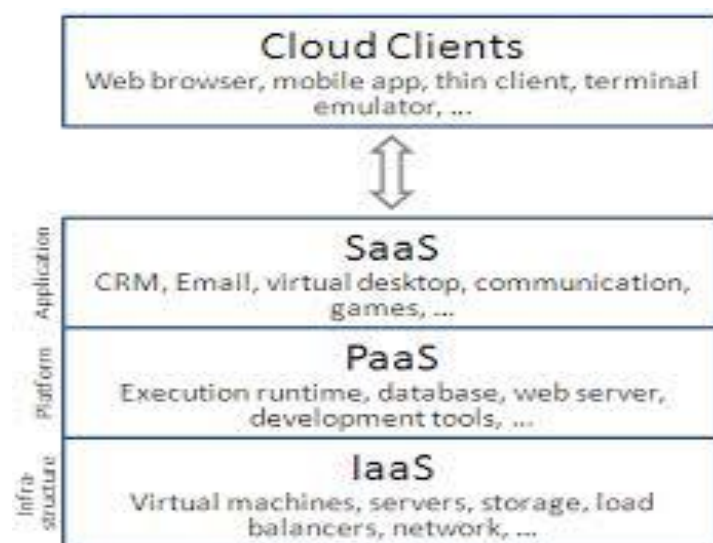 Cloud Clients
Web browser, mobile app, thin client, terminal
emulator, ...
Application
SaaS
CRM, Email, virtual desktop, communication,
games, ...
Platform
PaaS
Execution runtime, database, web server,
development tools, ...
Infra-
structure
IaaS
Virtual machines, servers, storage, load
balancers, network, ...